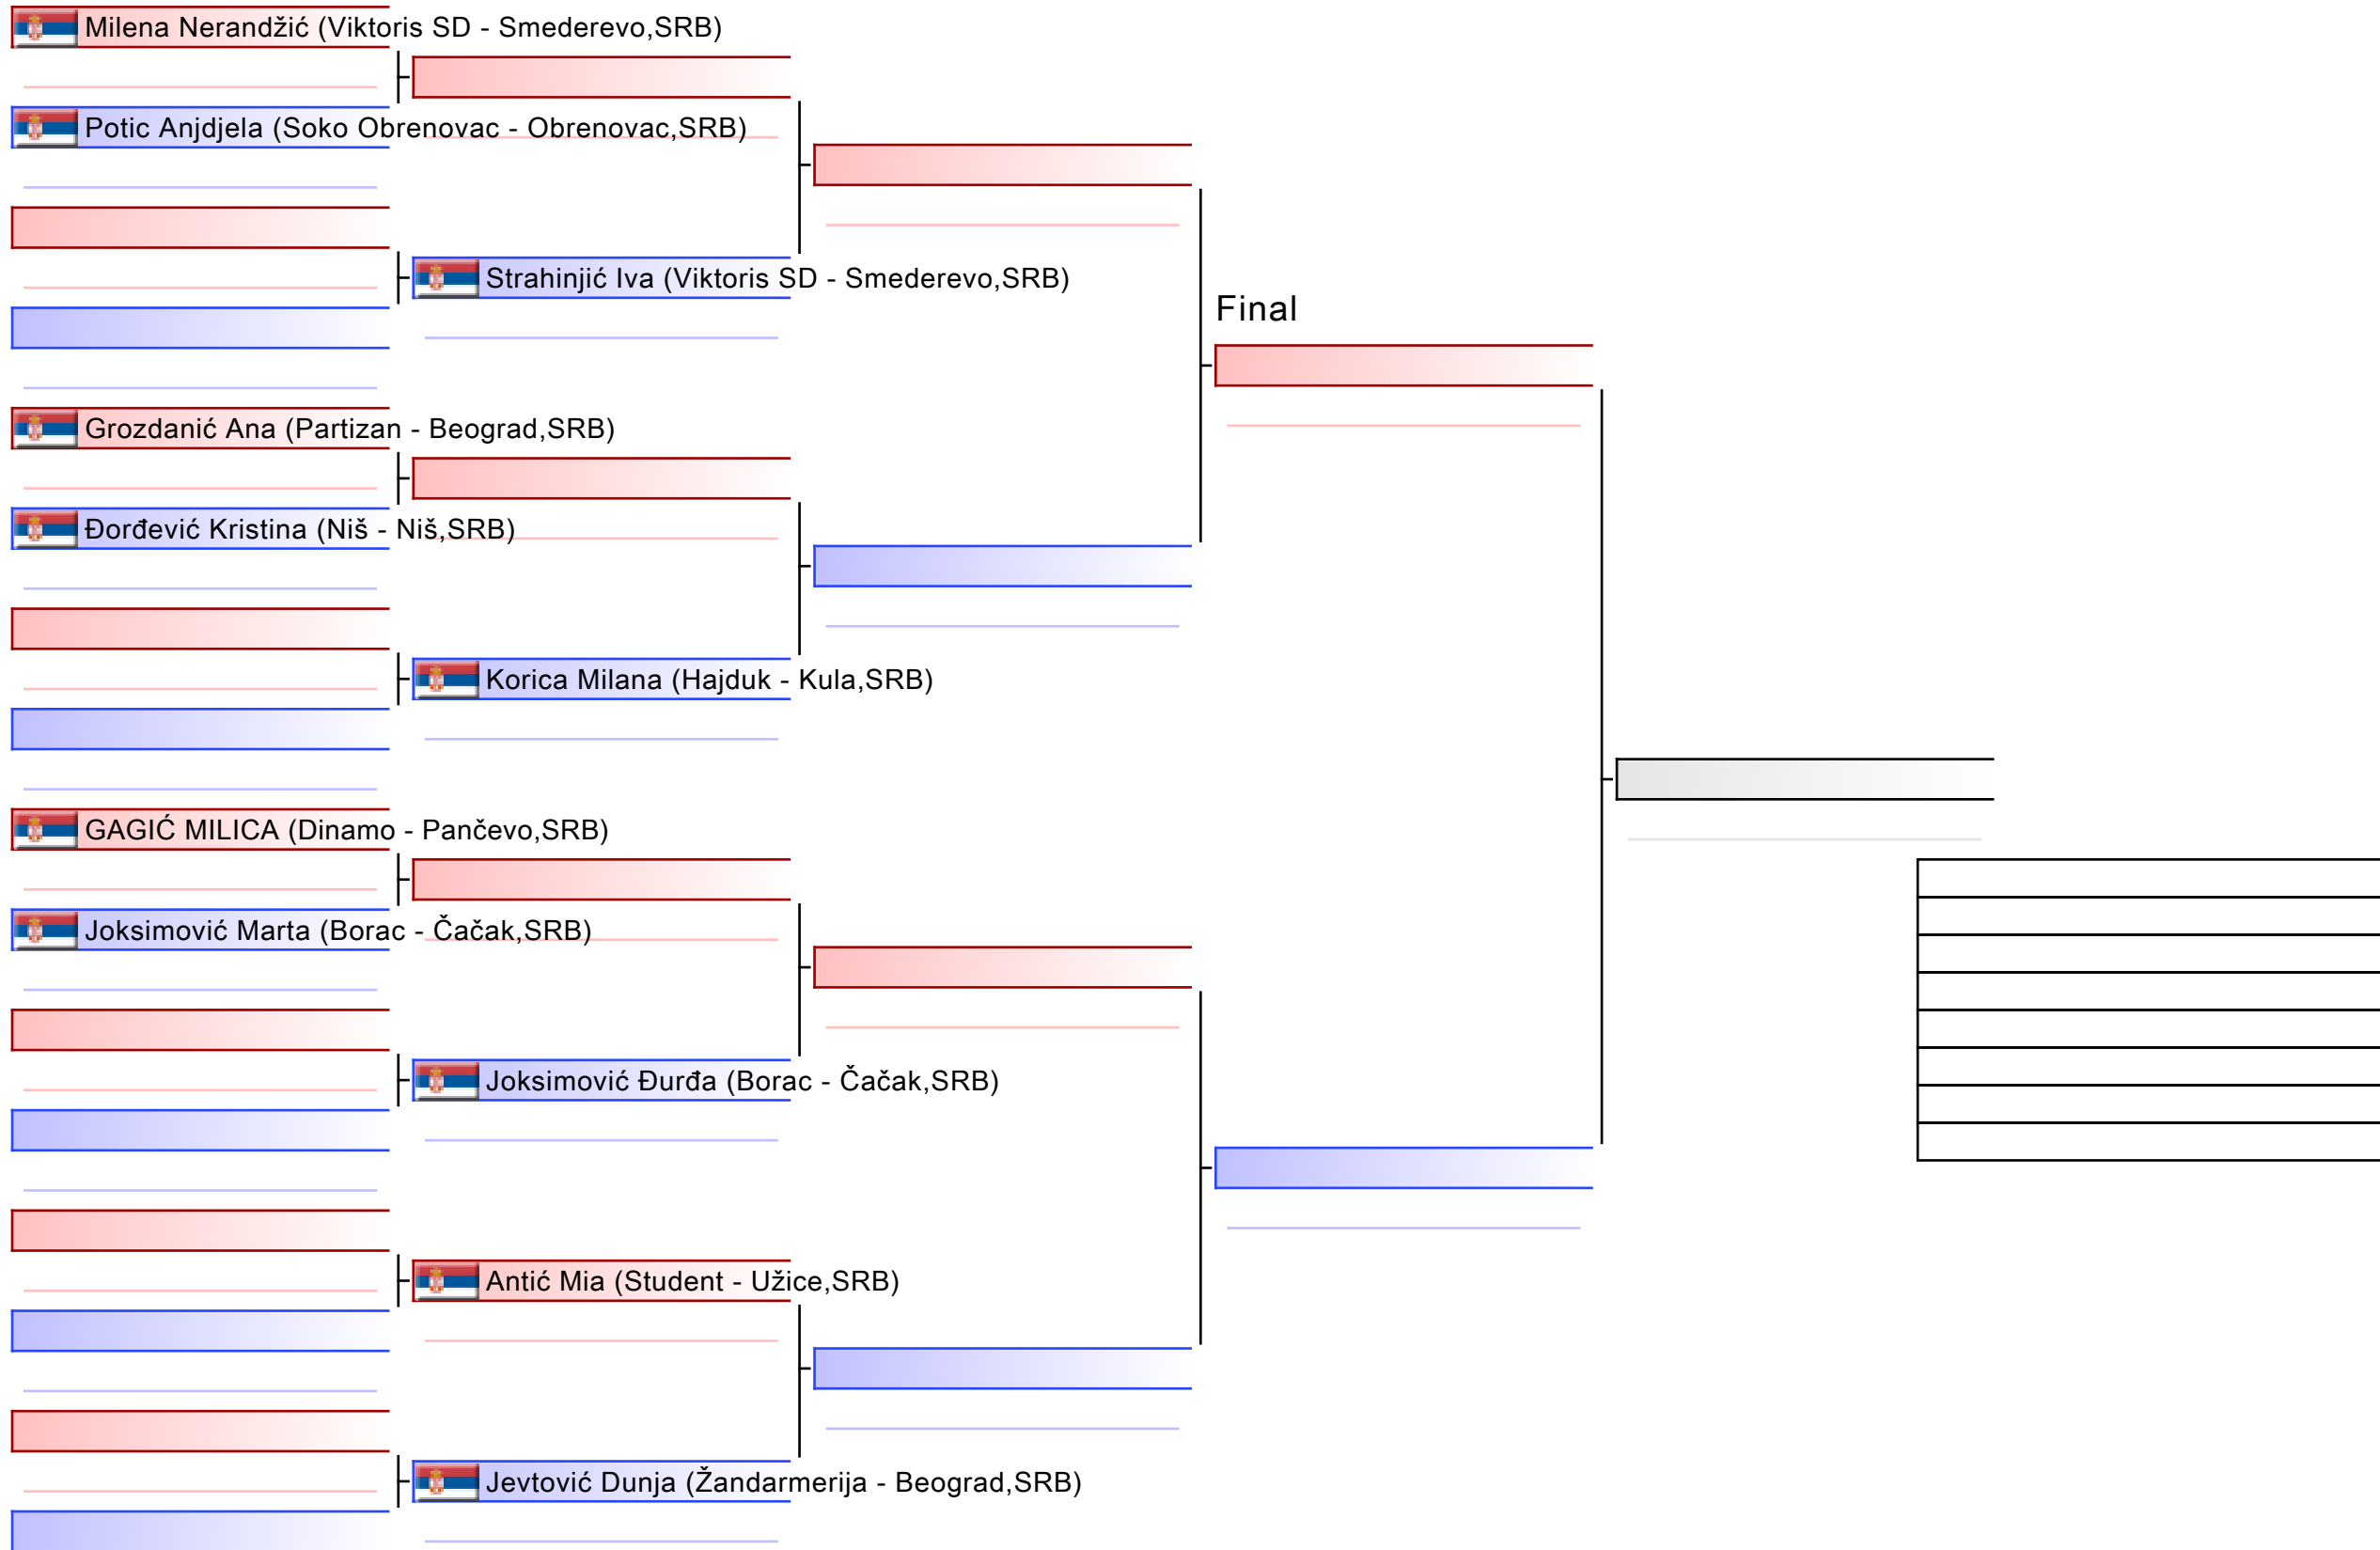 Milena Nerandžić (Viktoris SD - Smederevo,SRB)
Potic Anjdjela (Soko Obrenovac - Obrenovac,SRB)
Strahinjić Iva (Viktoris SD - Smederevo,SRB)
Final
Grozdanić Ana (Partizan - Beograd,SRB)
Đorđević Kristina (Niš - Niš,SRB)
Korica Milana (Hajduk - Kula,SRB)
GAGIĆ MILICA (Dinamo - Pančevo,SRB)
Joksimović Marta (Borac - Čačak,SRB)
Joksimović Đurđa (Borac - Čačak,SRB)
Antić Mia (Student - Užice,SRB)
Jevtović Dunja (Žandarmerija - Beograd,SRB)